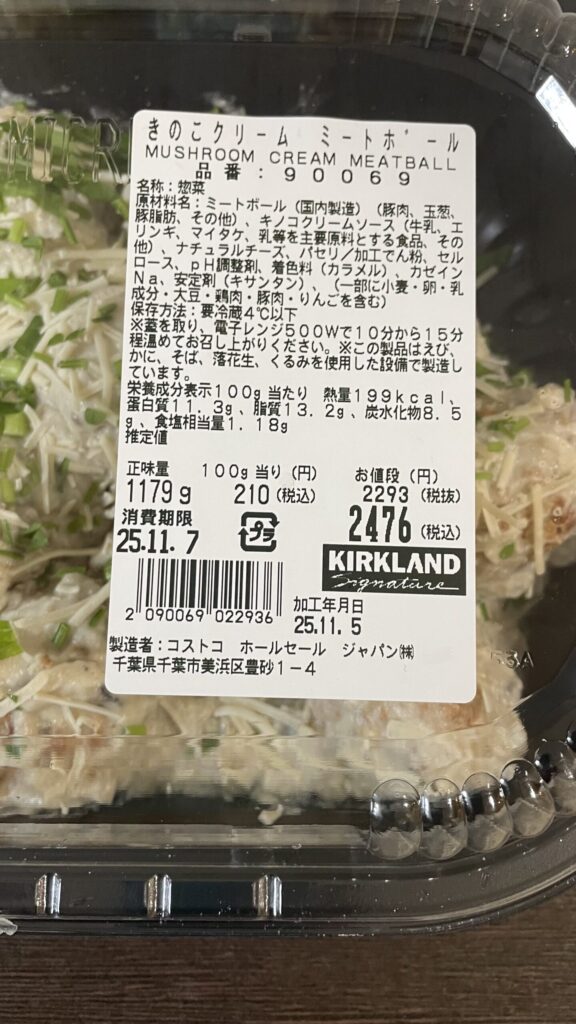 MICR
きのこクリーム ミートボール
MUSHROOM CREAM MEATBALL
品番:90069
名称:惣菜
原材料名:ミートボール(国内製造)(豚肉、玉葱、
豚脂肪、その他)、キノコクリームソース(牛乳、エ
リンギ、マイタケ、乳等を主要原料とする食品、その
他)、ナチュラルチーズ、パセリ/加工でん粉、セル
ロース、pH調整剤、着色料(カラメル)、カゼイン
Na、安定剤(キサンタン)、(一部に小麦・卵・乳
成分・大豆・鶏肉・豚肉・りんごを含む)
保存方法:要冷蔵4℃以下
※蓋を取り、電子レンジ500Wで10分から15分
程温めてお召し上がりください。※この製品はえび、
かに、そば、落花生、くるみを使用した設備で製造し
ています。
栄養成分表示100g当たり 熱量199kcal、
蛋白質11.3g、脂質13.2g、炭水化物8.5
g、食塩相当量1.18g
推定値
正味量 100g当り(円) お値段(円)
1179g 210(税込) 2293(税抜)
消費期限 プラ 2476(税込)
25.11.7
KIRKLAND
Signature
2 090069 022936
加工年月日
25.11.5
製造者:コストコ ホールセール ジャパン㈱
千葉県千葉市美浜区豊砂1-4